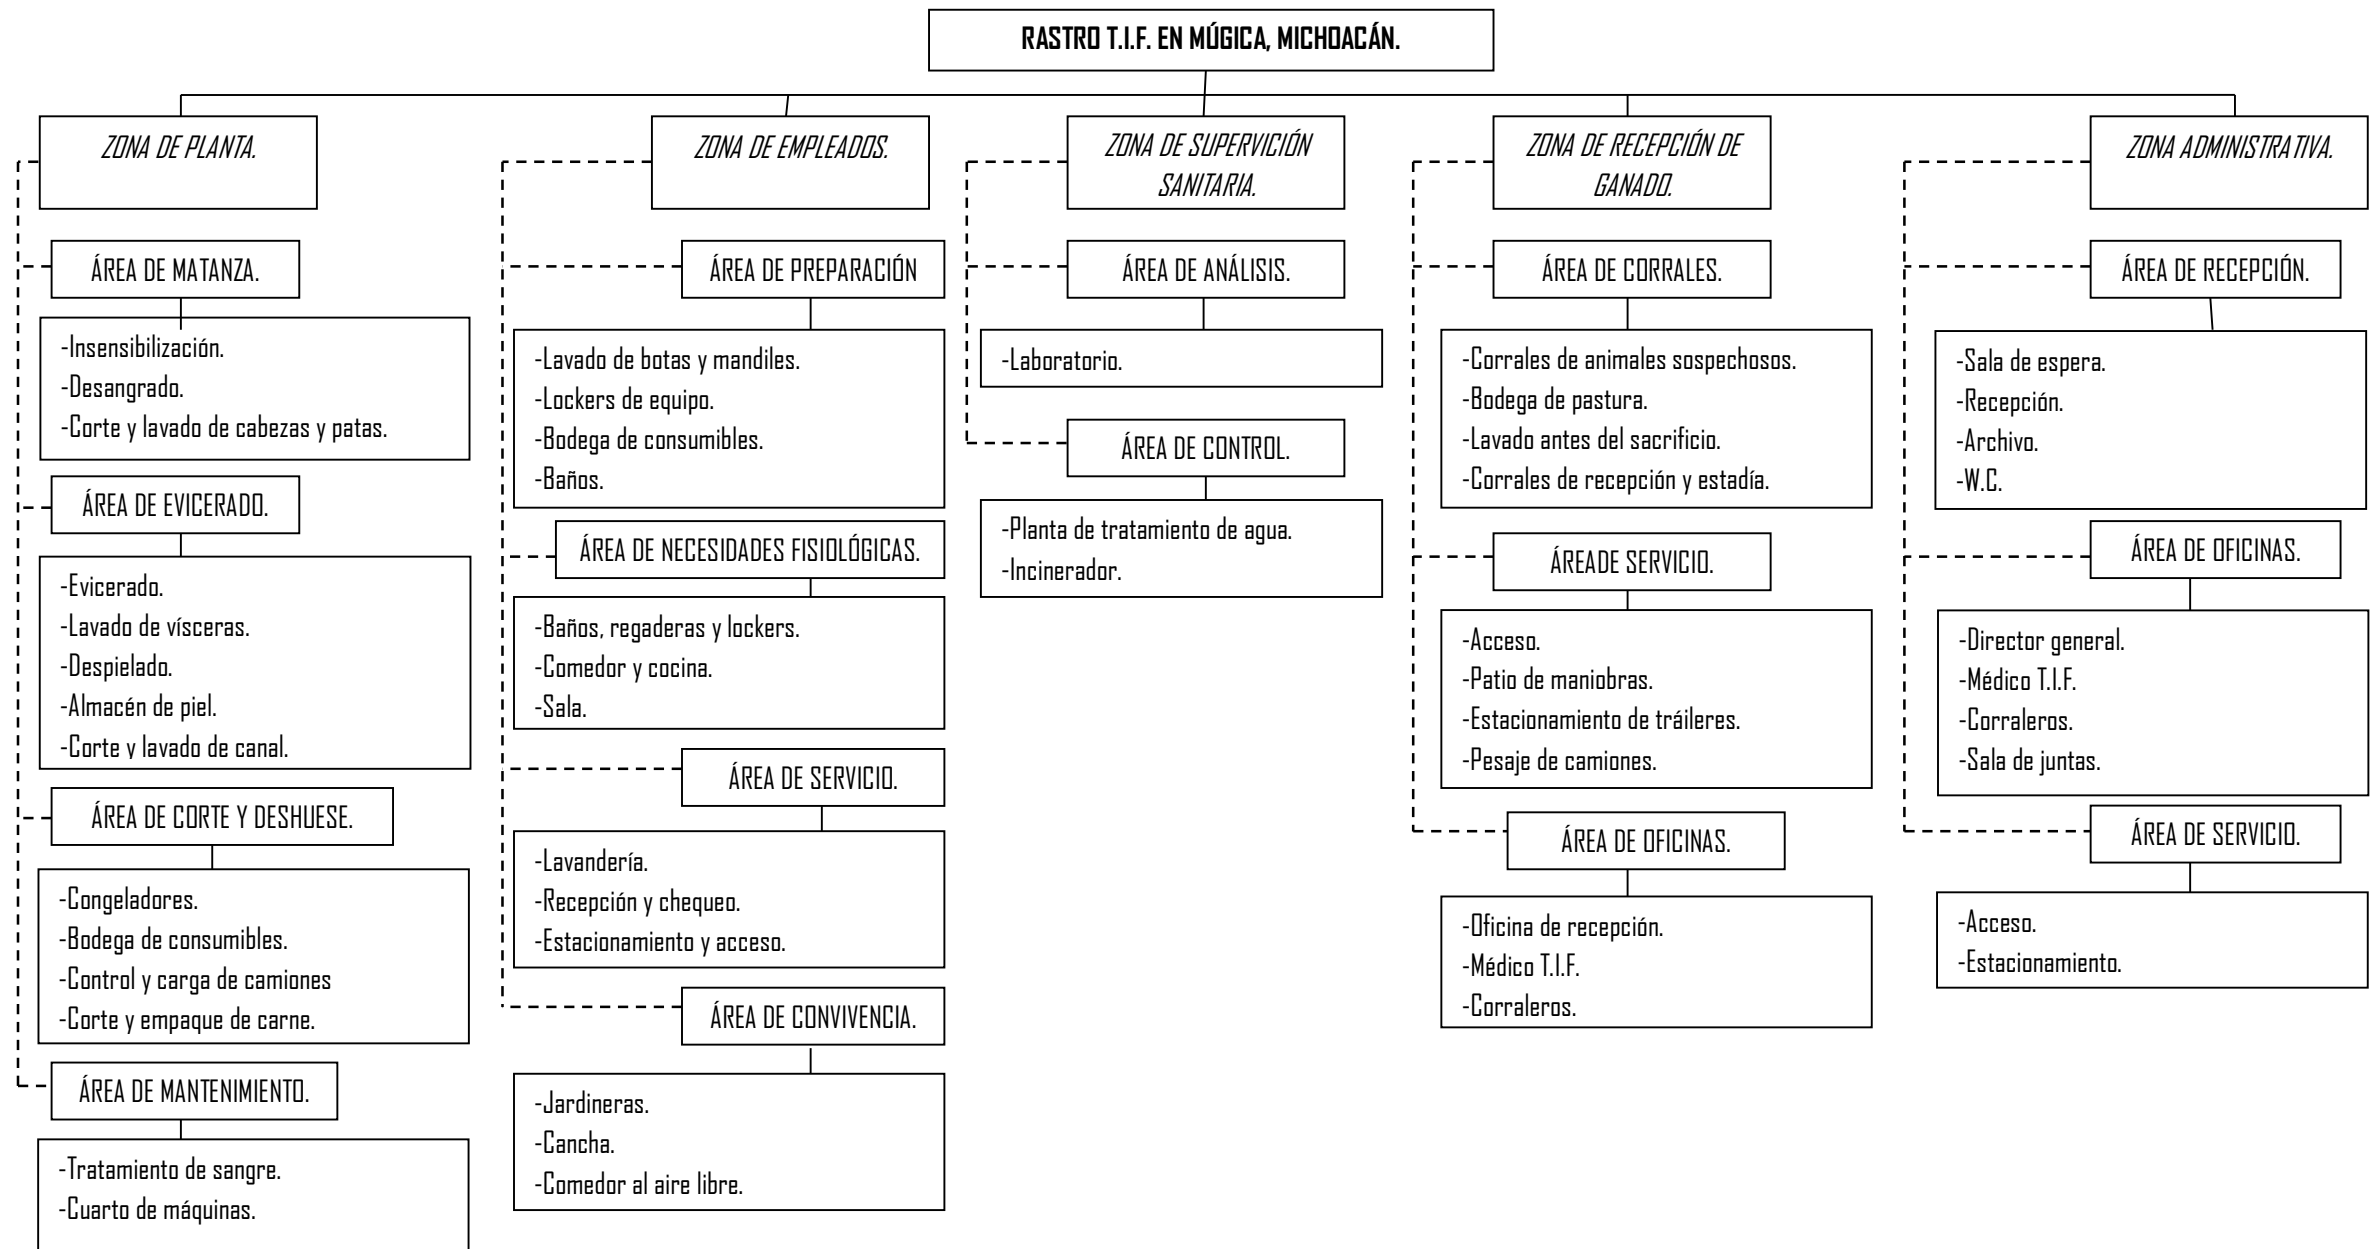 RASTRO T.I.F. EN MÚGICA, MICHOACÁN.
ZONA DE PLANTA.
ÁREA DE MATANZA.
-Insensibilización.
-Desangrado.
-Corte y lavado de cabezas y patas.
ÁREA DE EVICERADO.
-Evicerado.
-Lavado de vísceras.
-Despielado.
-Almacén de piel.
-Corte y lavado de canal.
ÁREA DE CORTE Y DESHUESE.
-Congeladores.
-Bodega de consumibles.
-Control y carga de camiones
-Corte y empaque de carne.
ÁREA DE MANTENIMIENTO.
-Tratamiento de sangre.
-Cuarto de máquinas.
ZONA DE EMPLEADOS.
ÁREA DE PREPARACIÓN
-Lavado de botas y mandiles.
-Lockers de equipo.
-Bodega de consumibles.
-Baños.
ÁREA DE NECESIDADES FISIOLÓGICAS.
-Baños, regaderas y lockers.
-Comedor y cocina.
-Sala.
ÁREA DE SERVICIO.
-Lavandería.
-Recepción y chequeo.
-Estacionamiento y acceso.
ÁREA DE CONVIVENCIA.
-Jardineras.
-Cancha.
-Comedor al aire libre.
ZONA DE SUPERVICIÓN
SANITARIA.
ÁREA DE ANÁLISIS.
-Laboratorio.
ÁREA DE CONTROL.
-Planta de tratamiento de agua.
-Incinerador.
ZONA DE RECEPCIÓN DE
GANADO.
ÁREA DE CORRALES.
-Corrales de animales sospechosos.
-Bodega de pastura.
-Lavado antes del sacrificio.
-Corrales de recepción y estadía.
ÁREADE SERVICIO.
-Acceso.
-Patio de maniobras.
-Estacionamiento de tráileres.
-Pesaje de camiones.
ÁREA DE OFICINAS.
-Oficina de recepción.
-Médico T.I.F.
-Corraleros.
ZONA ADMINISTRATIVA.
ÁREA DE RECEPCIÓN.
-Sala de espera.
-Recepción.
-Archivo.
-W.C.
ÁREA DE OFICINAS.
-Director general.
-Médico T.I.F.
-Corraleros.
-Sala de juntas.
ÁREA DE SERVICIO.
-Acceso.
-Estacionamiento.